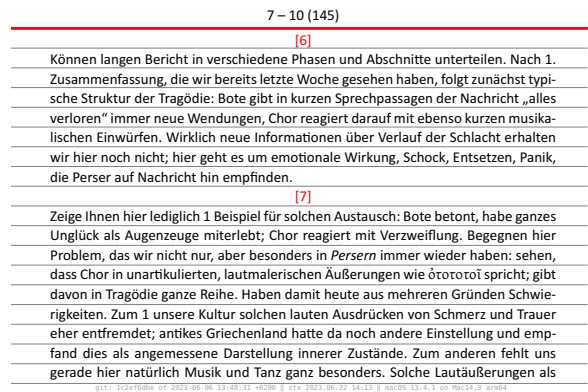 7 – 10 (145)
[6]
Können langen Bericht in verschiedene Phasen und Abschnitte unterteilen. Nach 1.
Zusammenfassung, die wir bereits letzte Woche gesehen haben, folgt zunächst typi-
sche Struktur der Tragödie: Bote gibt in kurzen Sprechpassagen der Nachricht „alles
verloren“ immer neue Wendungen, Chor reagiert darauf mit ebenso kurzen musika-
lischen Einwürfen. Wirklich neue Informationen über Verlauf der Schlacht erhalten
wir hier noch nicht; hier geht es um emotionale Wirkung, Schock, Entsetzen, Panik,
die Perser auf Nachricht hin empfinden.
[7]
Zeige Ihnen hier lediglich 1 Beispiel für solchen Austausch: Bote betont, habe ganzes
Unglück als Augenzeuge miterlebt; Chor reagiert mit Verzweiflung. Begegnen hier
Problem, das wir nicht nur, aber besonders in Persern immer wieder haben: sehen,
dass Chor in unartikulierten, lautmalerischen Äußerungen wie ὀτοτοτοῖ spricht; gibt
davon in Tragödie ganze Reihe. Haben damit heute aus mehreren Gründen Schwie-
rigkeiten. Zum 1 unsere Kultur solchen lauten Ausdrücken von Schmerz und Trauer
eher entfremdet; antikes Griechenland hatte da noch andere Einstellung und emp-
fand dies als angemessene Darstellung innerer Zustände. Zum anderen fehlt uns
gerade hier natürlich Musik und Tanz ganz besonders. Solche Lautäußerungen als
git: 1c2ef6dbe of 2023-06-06 13:48:31 +0200 || ctx 2023.06.22 14:13 || macOS 13.4.1 on Mac14,3 arm64